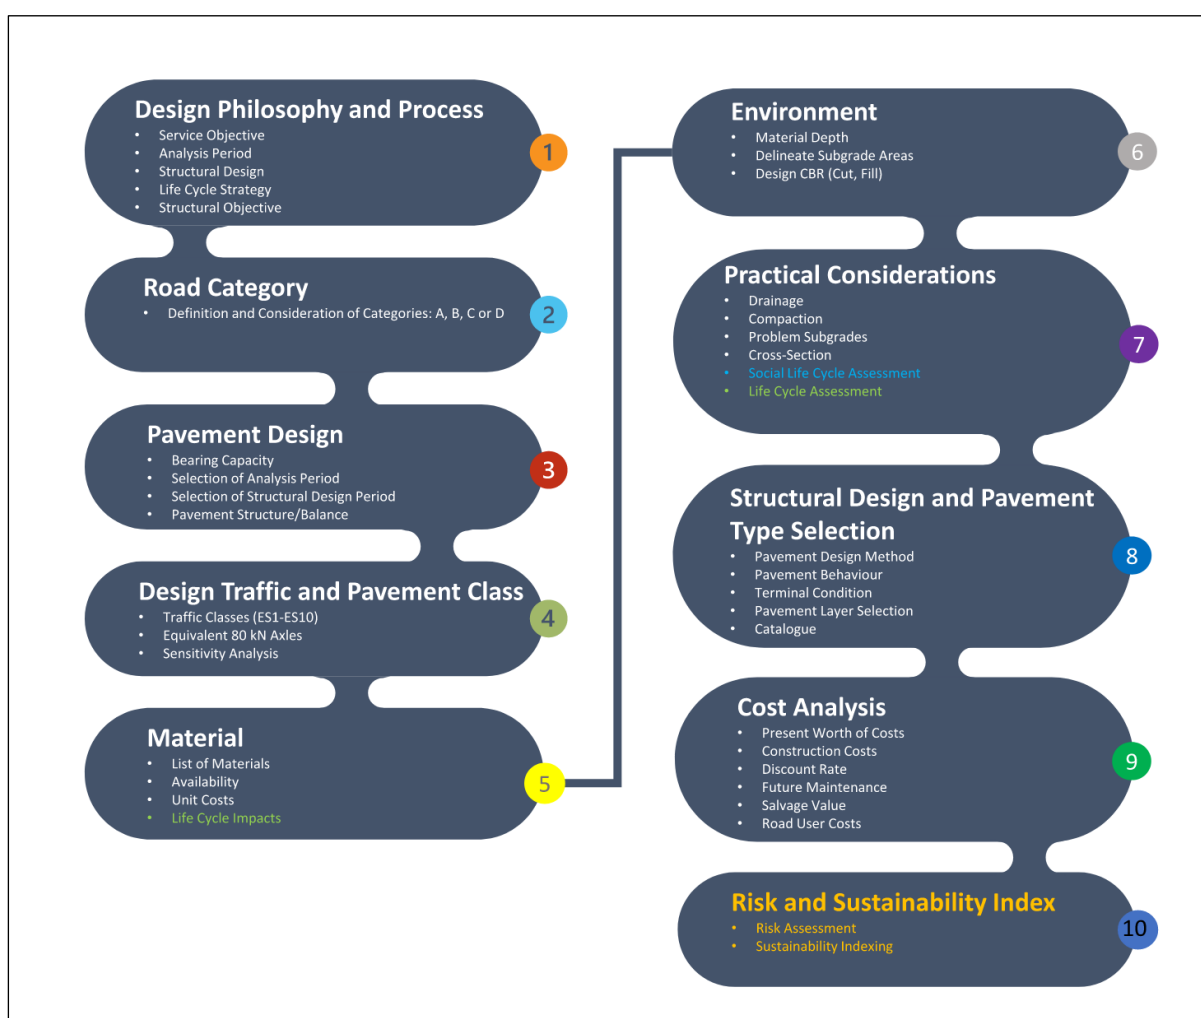 Design Philosophy and Process
• Service Objective
• Analysis Period
• Structural Design
• Life Cycle Strategy
• Structural Objective
1
Road Category
• Definition and Consideration of Categories: A, B, C or D
2
Pavement Design
• Bearing Capacity
• Selection of Analysis Period
• Selection of Structural Design Period
• Pavement Structure/Balance
3
Design Traffic and Pavement Class
• Traffic Classes (ES1-ES10)
• Equivalent 80 kN Axles
• Sensitivity Analysis
4
Material
• List of Materials
• Availability
• Unit Costs
• Life Cycle Impacts
5
Environment
• Material Depth
• Delineate Subgrade Areas
• Design CBR (Cut, Fill)
6
Practical Considerations
• Drainage
• Compaction
• Problem Subgrades
• Cross-Section
• Social Life Cycle Assessment
• Life Cycle Assessment
7
Structural Design and Pavement
Type Selection
• Pavement Design Method
• Pavement Behaviour
• Terminal Condition
• Pavement Layer Selection
• Catalogue
8
Cost Analysis
• Present Worth of Costs
• Construction Costs
• Discount Rate
• Future Maintenance
• Salvage Value
• Road User Costs
9
Risk and Sustainability Index
• Risk Assessment
• Sustainability Indexing
10